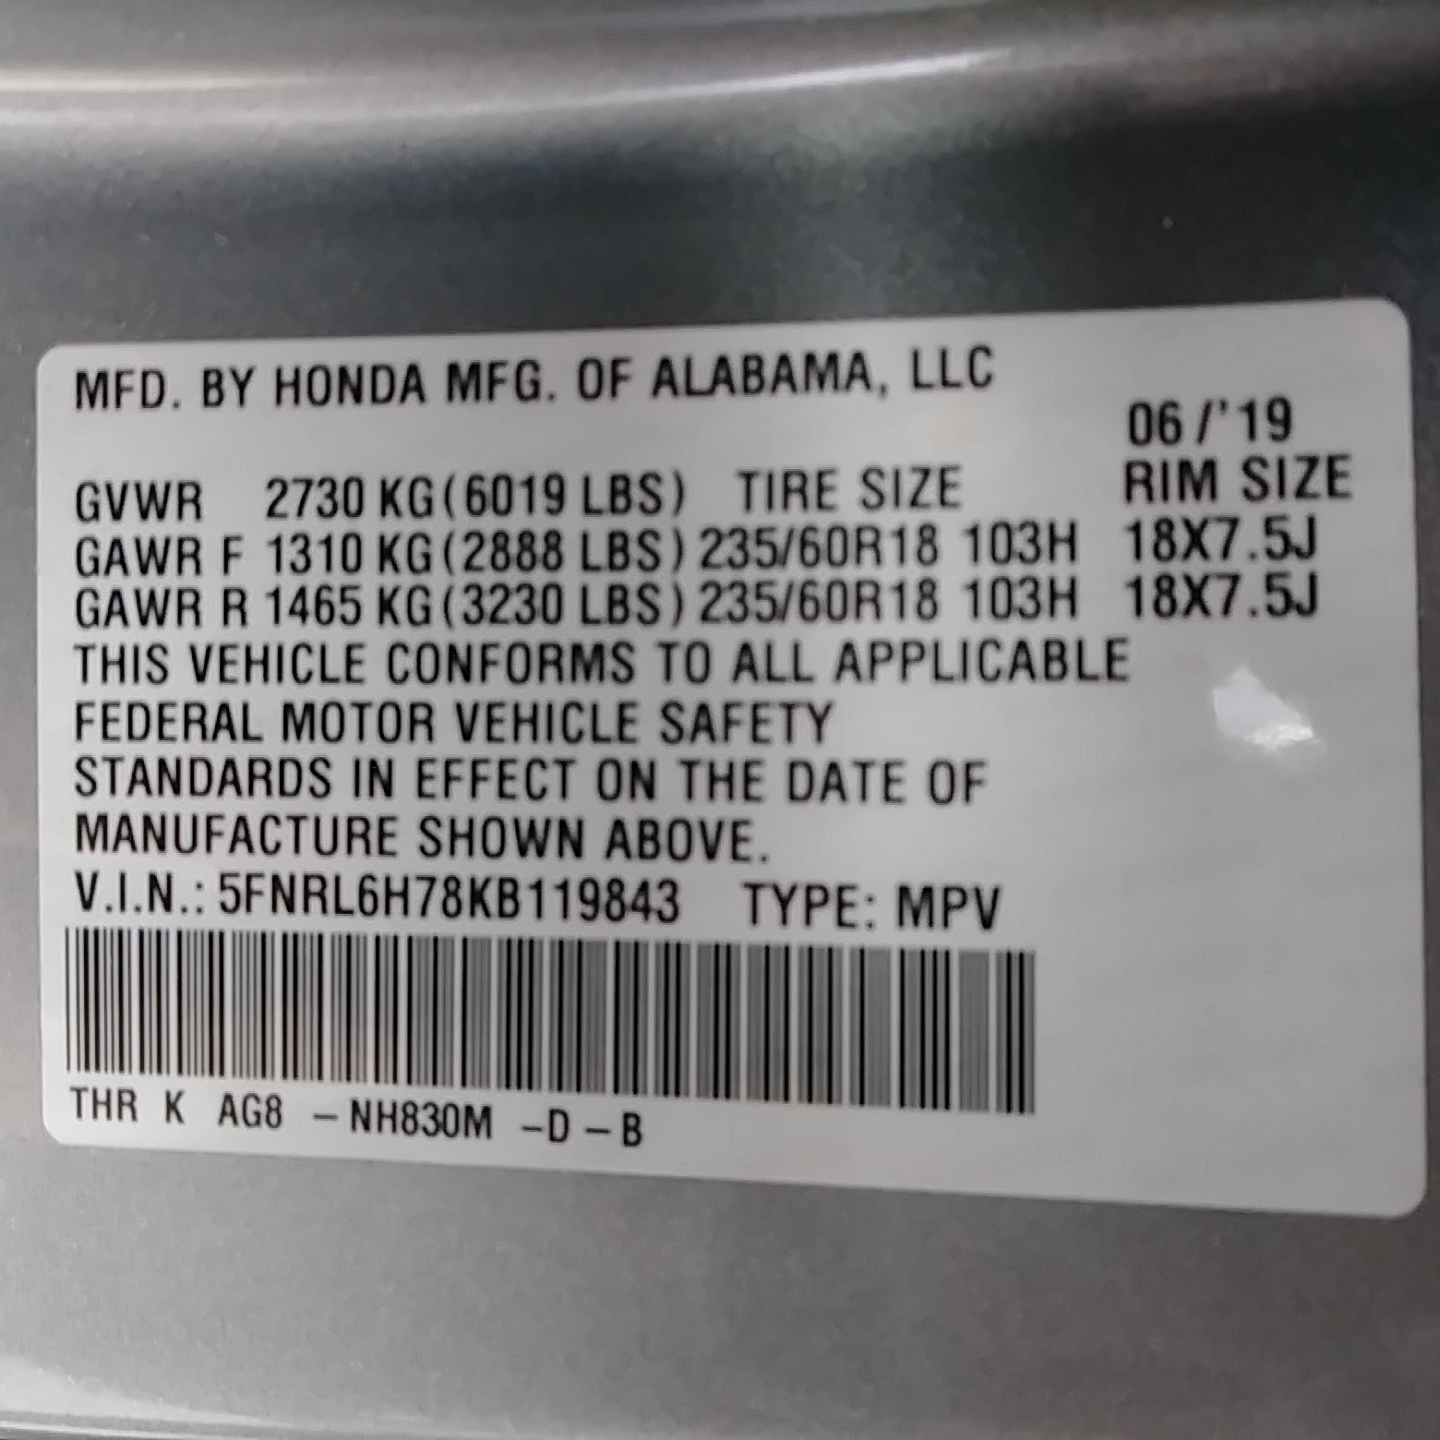 MFD. BY HONDA MFG. OF ALABAMA, LLC
06/'19
GVWR 2730 KG(6019 LBS) TIRE SIZE RIM SIZE
GAWR F 1310 KG(2888 LBS) 235/60R18 103H 18X7.5J
GAWR R 1465 KG(3230 LBS) 235/60R18 103H 18X7.5J
THIS VEHICLE CONFORMS TO ALL APPLICABLE
FEDERAL MOTOR VEHICLE SAFETY
STANDARDS IN EFFECT ON THE DATE OF
MANUFACTURE SHOWN ABOVE.
V.I.N.: 5FNRL6H78KB119843 TYPE: MPV
THR K AG8 -NH830M -D-B